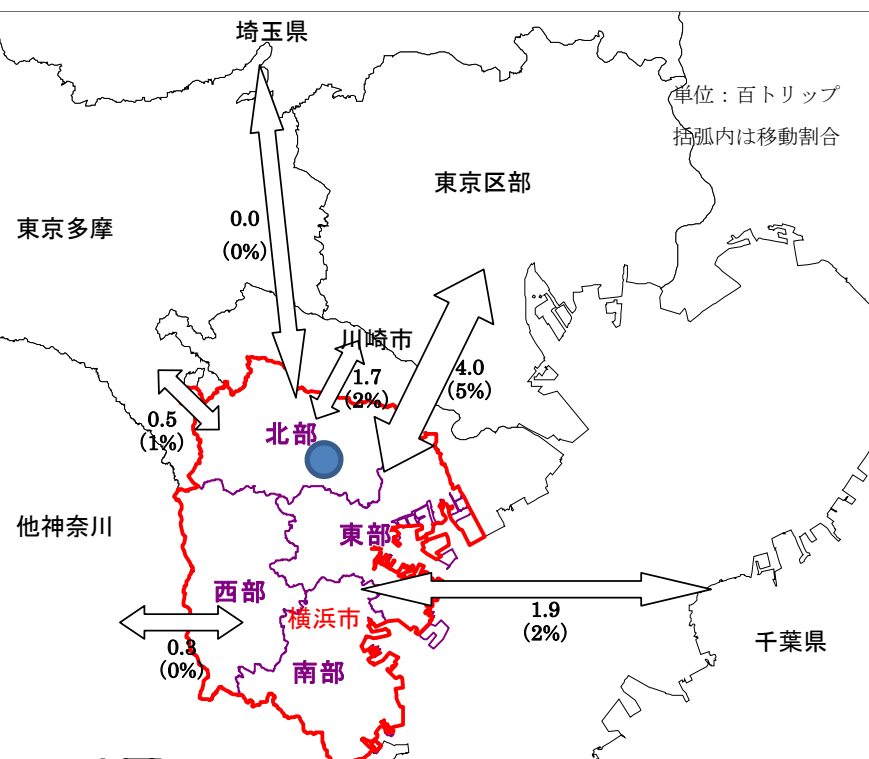 埼玉県
単位：百トリップ
括弧内は移動割合
東京区部
東京多摩
0.0
(0%)
川崎市
4.0
(5%)
1.7
(2%)
0.5
(1%)
北部
他神奈川
東部
西部
横浜市
1.9
(2%)
0.3
(0%)
南部
千葉県